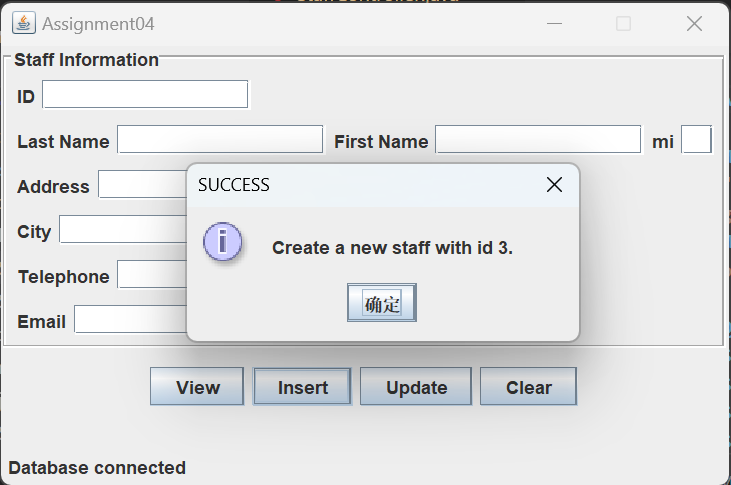 Assignment04
Staff Information
ID
Last Name First Name mi
Address
SUCCESS
City
Create a new staff with id 3.
Telephone
确定
Email
View Insert Update Clear
Database connected